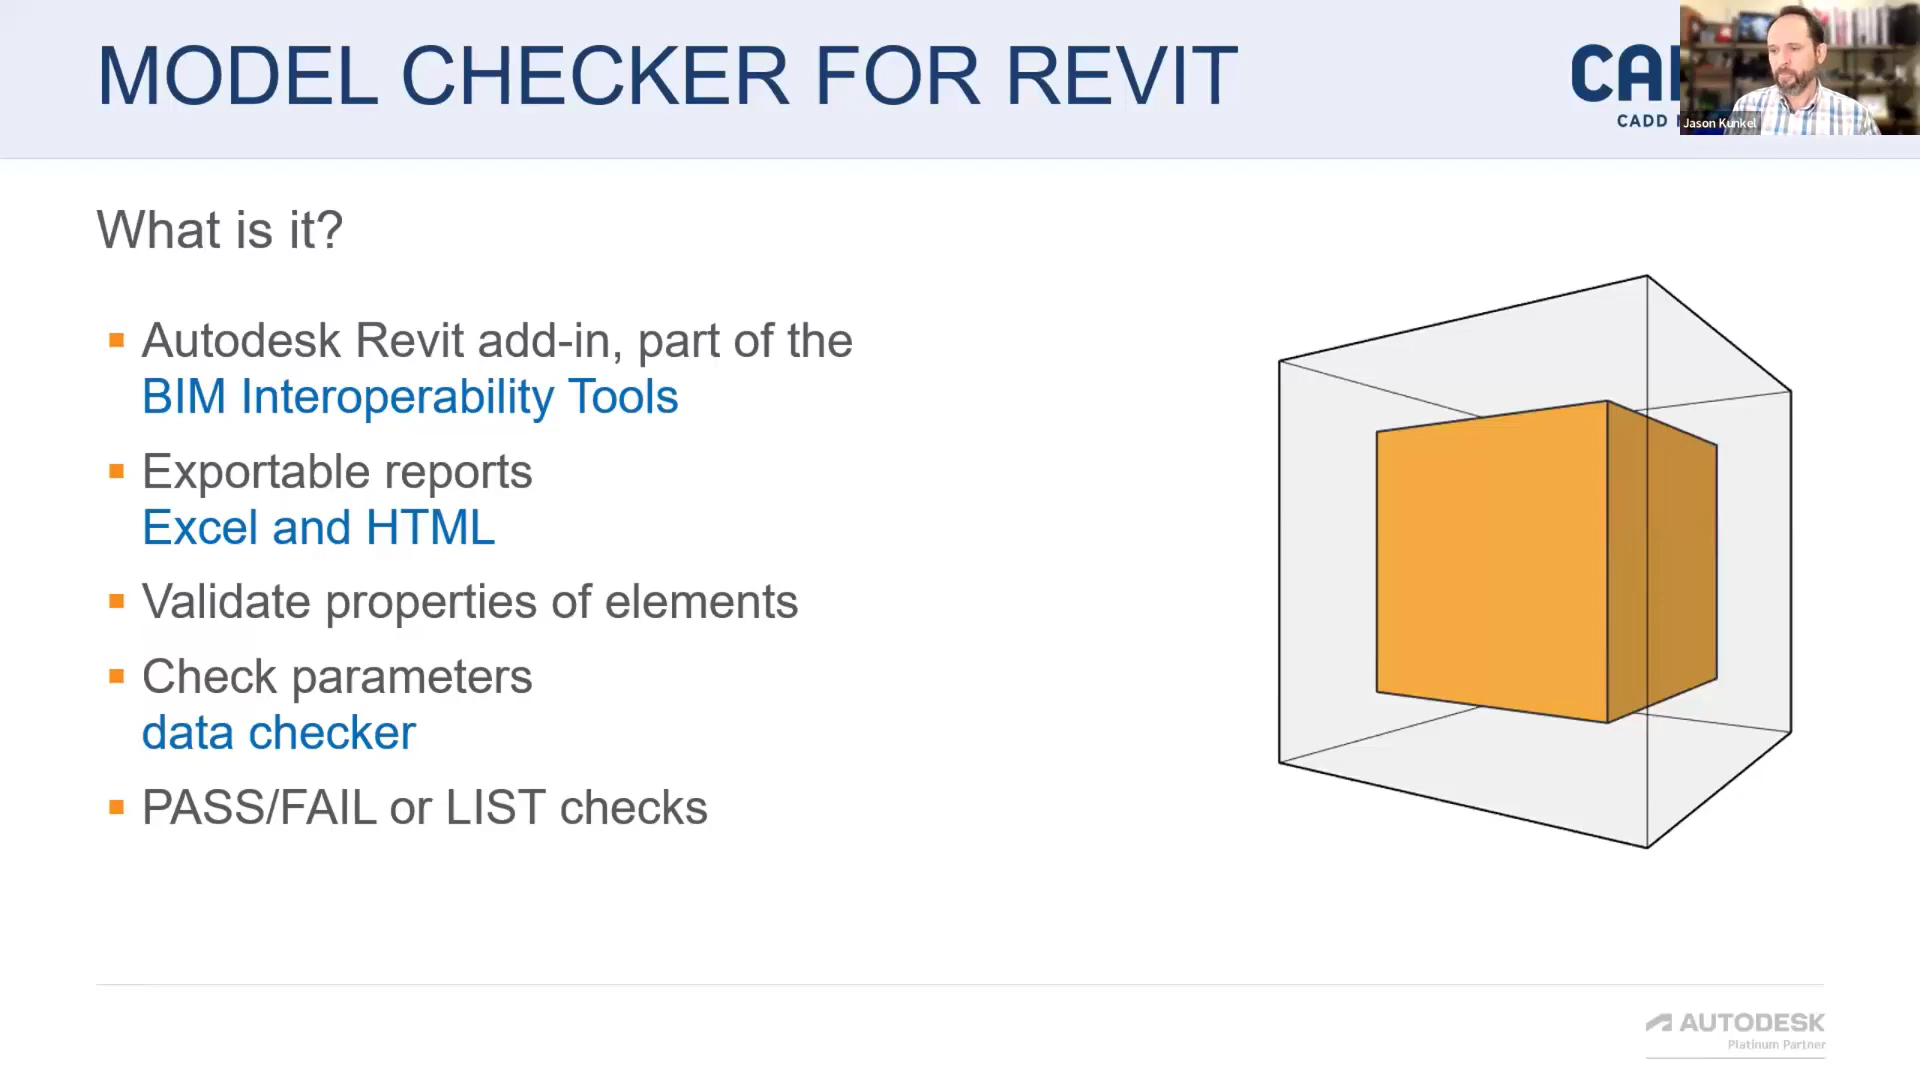 MODEL CHECKER FOR REVIT
CADD
Jason Kunkel
What is it?
Autodesk Revit add-in, part of the
BIM Interoperability Tools
Exportable reports
Excel and HTML
Validate properties of elements
Check parameters
data checker
PASS/FAIL or LIST checks
AUTODESK
Platinum Partner